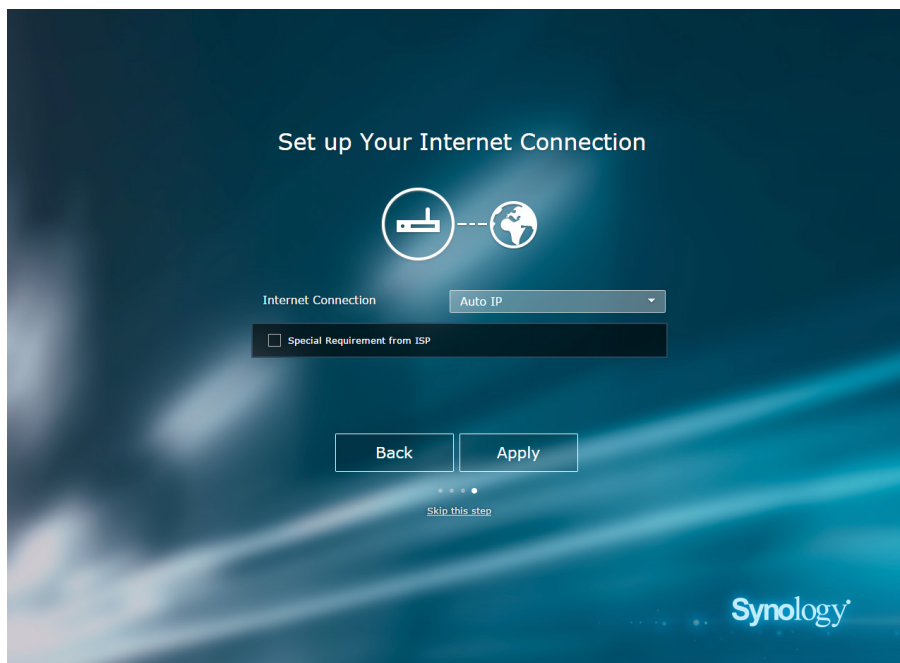 Set up Your Internet Connection
Internet Connection
Auto IP
Special Requirement from ISP
Back
Apply
Skip this step
Synology